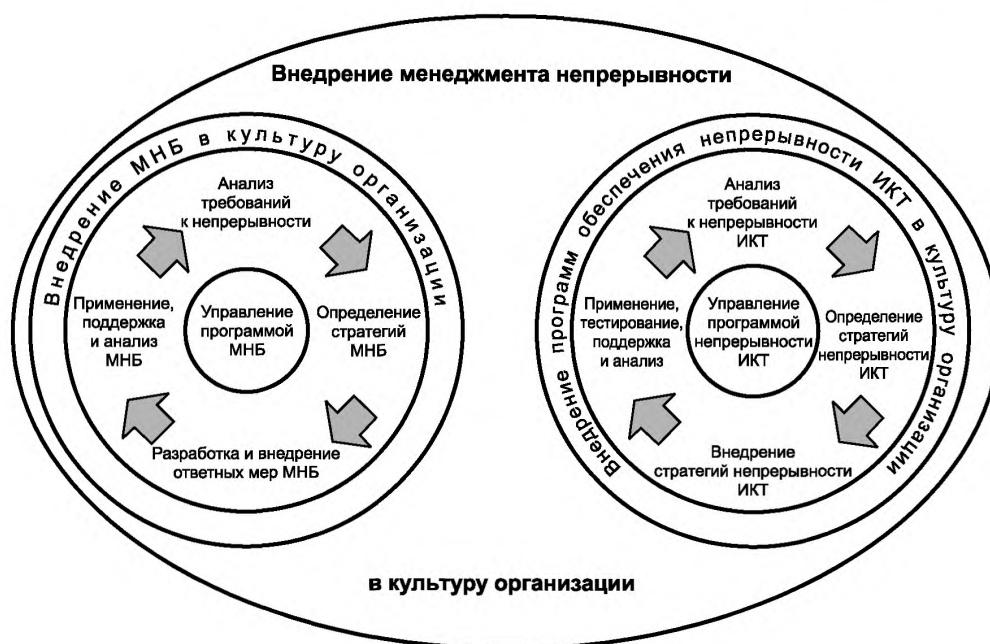 Внедрение менеджмента непрерывности
Внедрение МНБ в культуру организации
Анализ
требований
к непрерывности
Применение,
поддержка
и анализ
МНБ
Управление
программой
МНБ
Определение
стратегий
МНБ
Разработка и внедрение
ответных мер МНБ
Внедрение программ обеспечения непрерывности ИКТ в культуру организации
Анализ
требований
к непрерывности
ИКТ
Применение,
тестирование,
поддержка
и анализ
Управление
программой
непрерывности
ИКТ
Определение
стратегий
непрерывности
ИКТ
Внедрение
стратегий непрерывности
ИКТ
в культуру организации